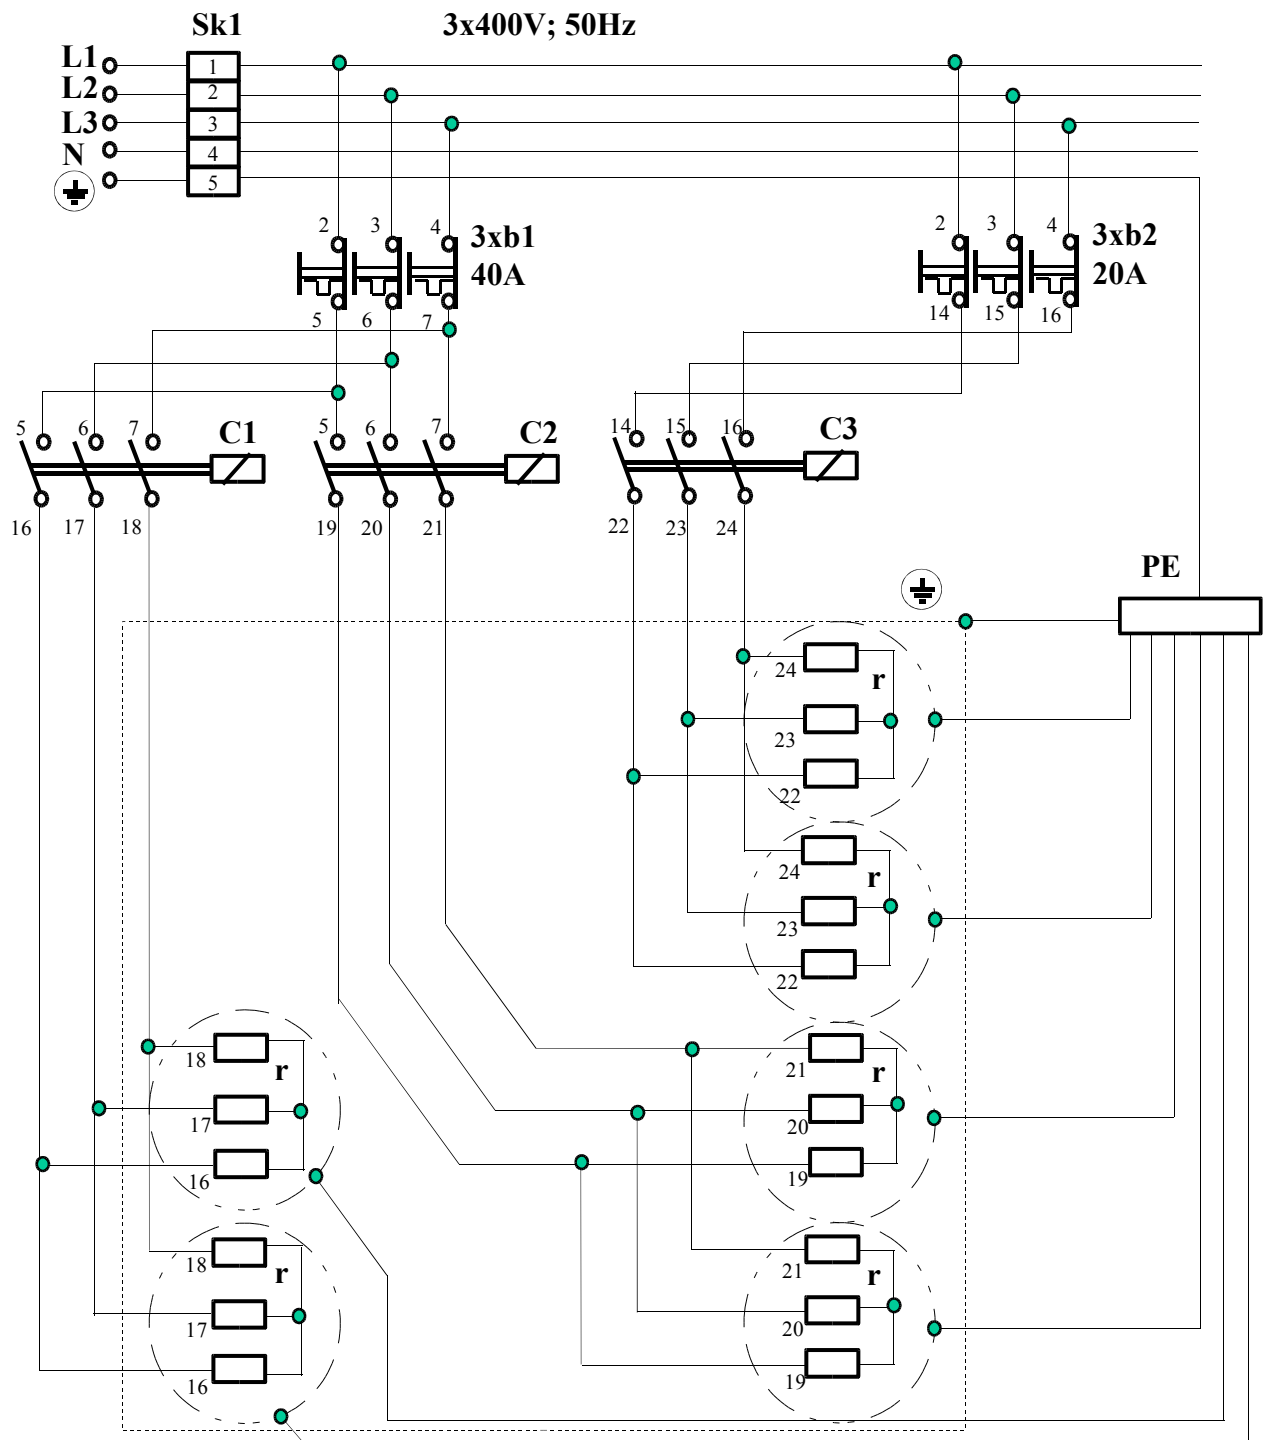 Sk1 3x400V; 50Hz
L1 1
L2 2
L3 3
N 4
5
2 3 4 3xb1 2 3 4 3xb2
40A 20A
5 6 7 14 15 16
5 6 7 C1 5 6 7 C2 14 15 16 C3
16 17 18 19 20 21 22 23 24
PE
24 r
23
22
24 r
23
22
18 r 21 r
17 20
16 19
18 r 21 r
17 20
16 19